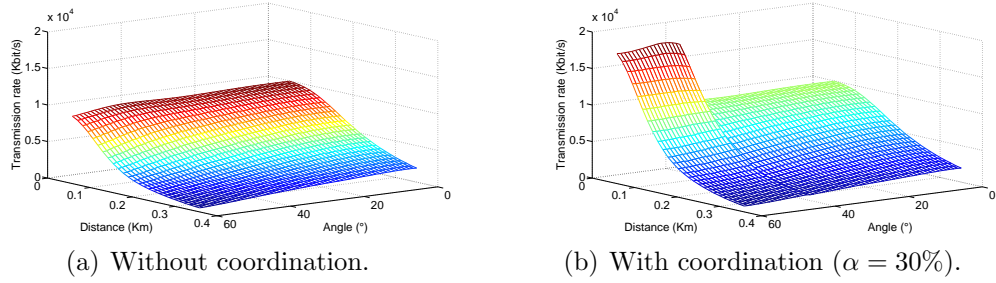 x 10⁴
2
1.5
1
0.5
0
Transmission rate (Kbit/s)
0
0.1
0.2
0.3
0.4
Distance (Km)
60
40
20
0
Angle (°)
(a) Without coordination.
x 10⁴
2
1.5
1
0.5
0
Transmission rate (Kbit/s)
0
0.1
0.2
0.3
0.4
Distance (Km)
60
40
20
0
Angle (°)
(b) With coordination (α = 30%).